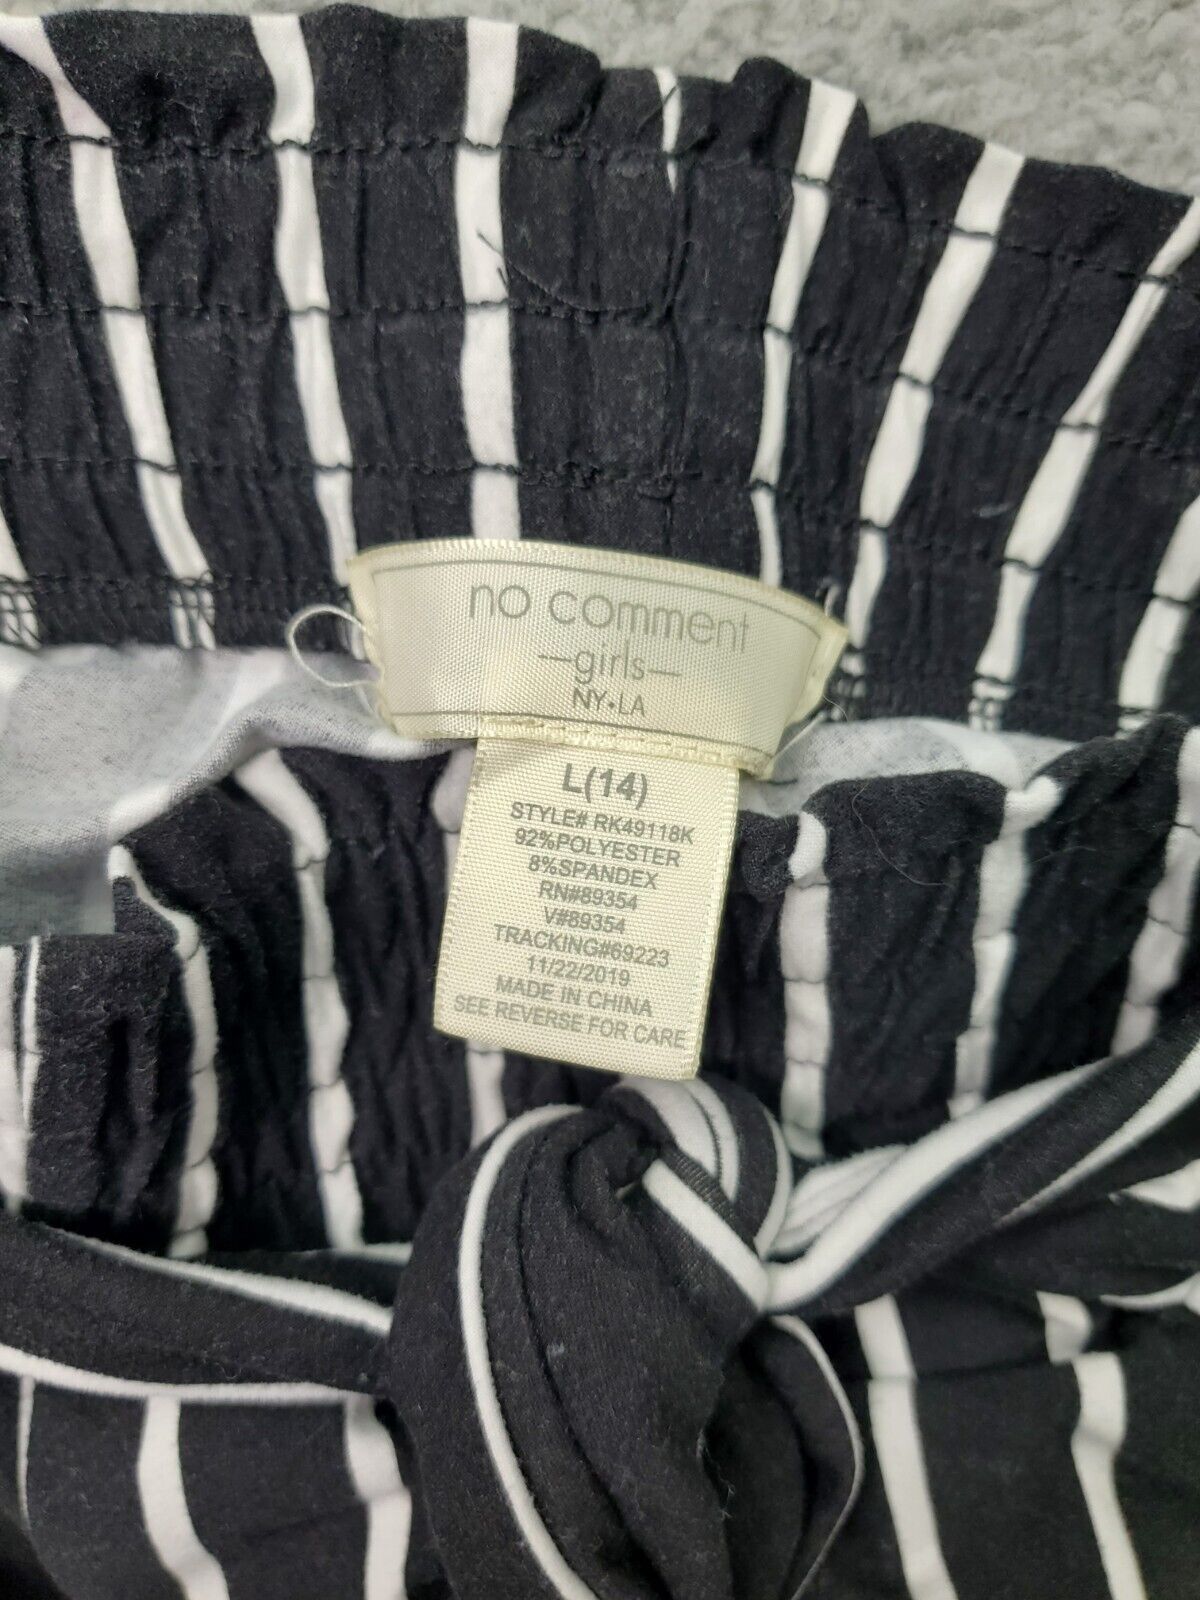 no comment
—girls—
NY•LA
L(14)
STYLE# RK49118K
92%POLYESTER
8%SPANDEX
RN#89354
V#89354
TRACKING#69223
11/22/2019
MADE IN CHINA
SEE REVERSE FOR CARE